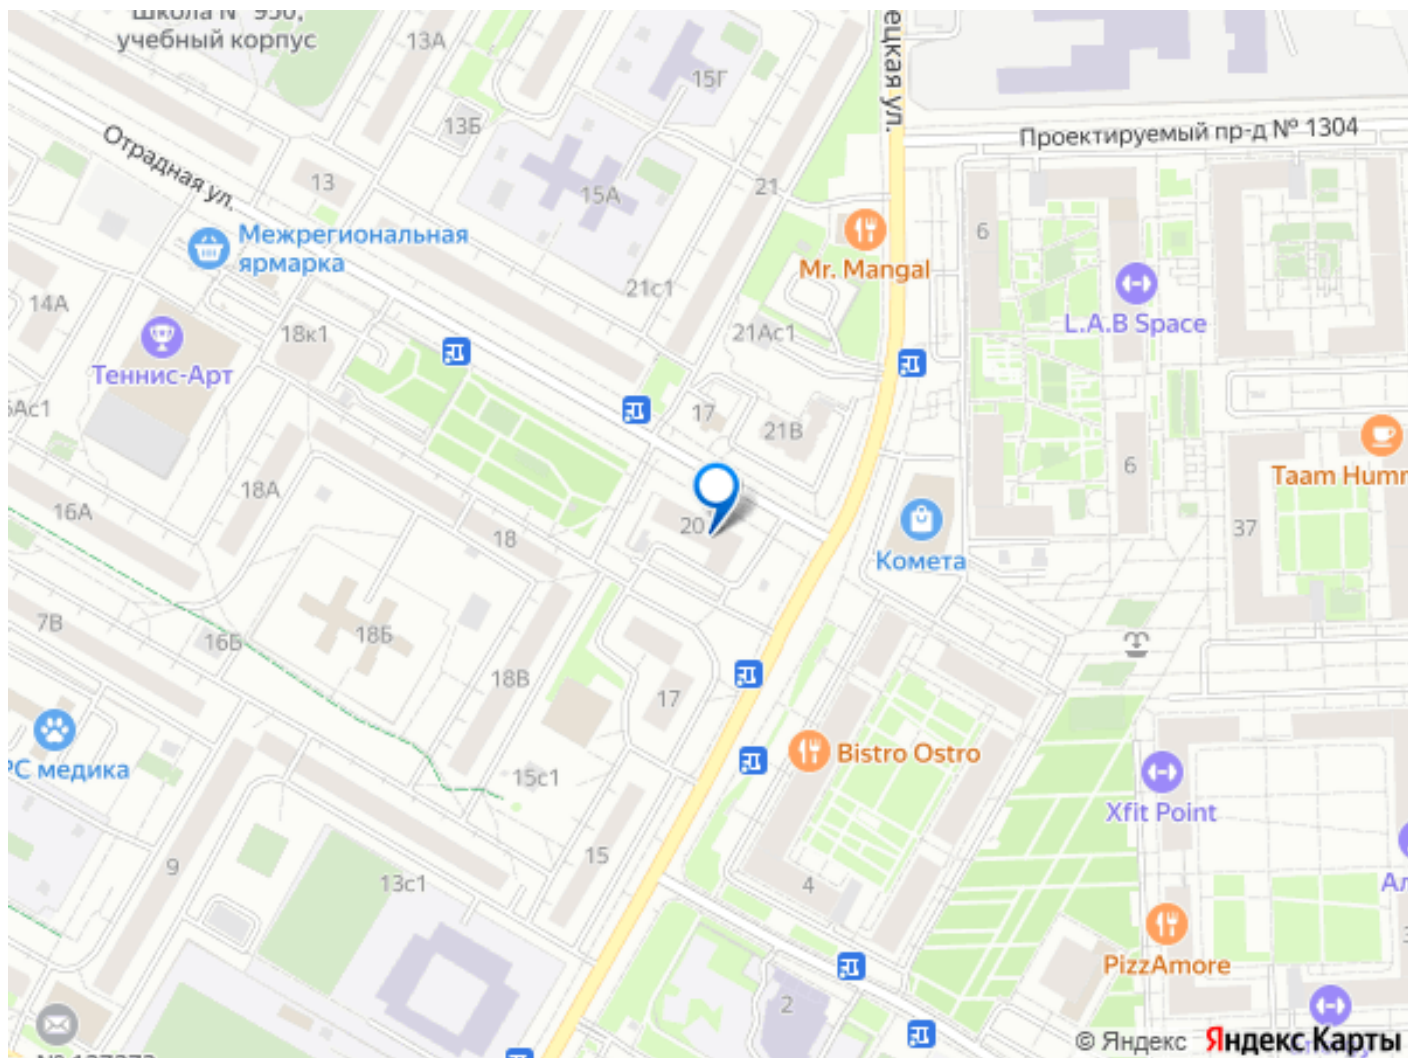 учебный корпус
13А
15Г
ецкая ул.
13Б
Проектируемый пр-д № 1304
Отрадная ул.
13
15А
21
6
Межрегиональная
ярмарка
Mr. Mangal
14А
21с1
L.A.B Space
18к1
21Ас1
Теннис-Арт
17
21В
Taam Humm
6
18А
16А
20
37
18
Комета
7В
16Б
18Б
18В
17
Bistro Ostro
РС медика
15с1
Xfit Point
15
9
13с1
4
Ал
PizzAmore
2
© Яндекс Яндекс Карты